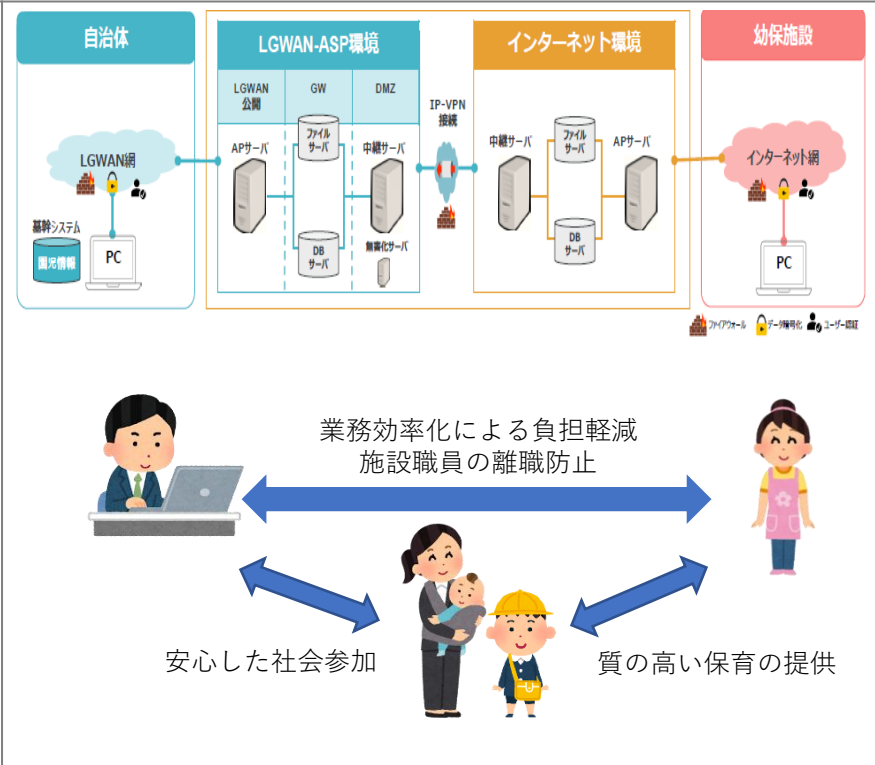 自治体
LGWAN-ASP環境
インターネット環境
幼保施設
LGWAN
公開
GW
DMZ
IP-VPN
接続
LGWAN網
APサーバ
ファイル
サーバ
中継サーバ
中継サーバ
ファイル
サーバ
APサーバ
インターネット網
基幹システム
園児情報
PC
DB
サーバ
無害化サーバ
DB
サーバ
PC
ファイアウォール
データ暗号化
ユーザー認証
業務効率化による負担軽減
施設職員の離職防止
安心した社会参加
質の高い保育の提供